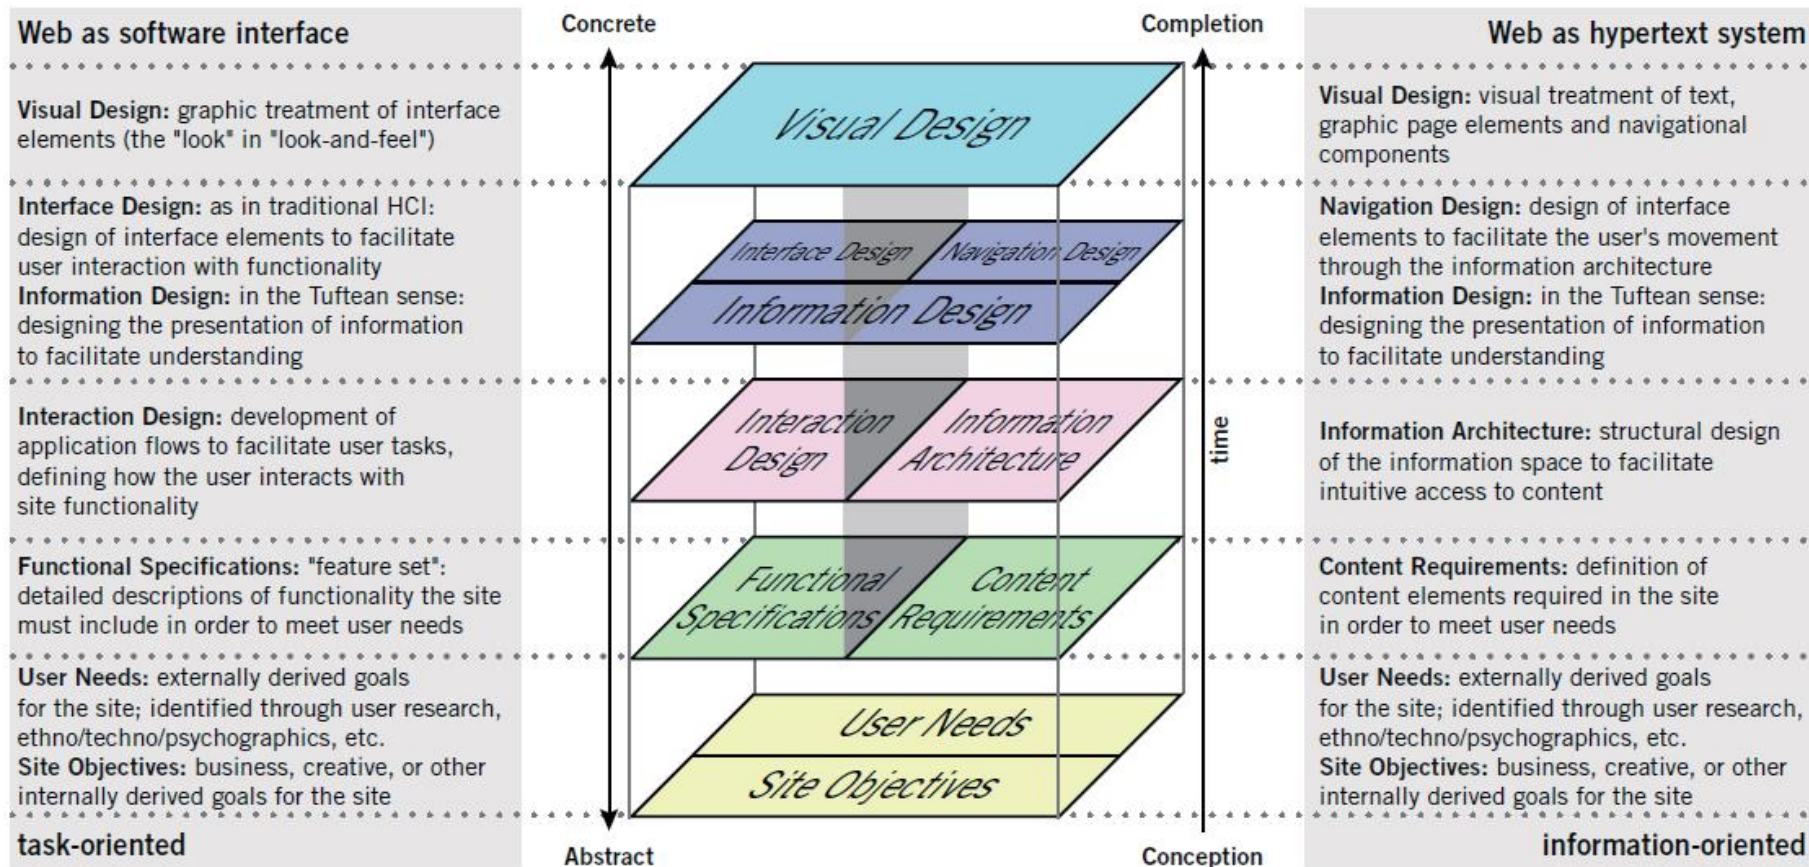 Web as software interface
Visual Design: graphic treatment of interface
elements (the "look" in "look-and-feel")
Interface Design: as in traditional HCI:
design of interface elements to facilitate
user interaction with functionality
Information Design: in the Tuftean sense:
designing the presentation of information
to facilitate understanding
Interaction Design: development of
application flows to facilitate user tasks,
defining how the user interacts with
site functionality
Functional Specifications: "feature set":
detailed descriptions of functionality the site
must include in order to meet user needs
User Needs: externally derived goals
for the site; identified through user research,
ethno/techno/psychographics, etc.
Site Objectives: business, creative, or other
internally derived goals for the site
task-oriented
Concrete
Completion
Visual Design
Interface Design
Navigation Design
Information Design
Interaction
Design
Information
Architecture
time
Functional
Specifications
Content
Requirements
User Needs
Site Objectives
Abstract
Conception
Web as hypertext system
Visual Design: visual treatment of text,
graphic page elements and navigational
components
Navigation Design: design of interface
elements to facilitate the user's movement
through the information architecture
Information Design: in the Tuftean sense:
designing the presentation of information
to facilitate understanding
Information Architecture: structural design
of the information space to facilitate
intuitive access to content
Content Requirements: definition of
content elements required in the site
in order to meet user needs
User Needs: externally derived goals
for the site; identified through user research,
ethno/techno/psychographics, etc.
Site Objectives: business, creative, or other
internally derived goals for the site
information-oriented